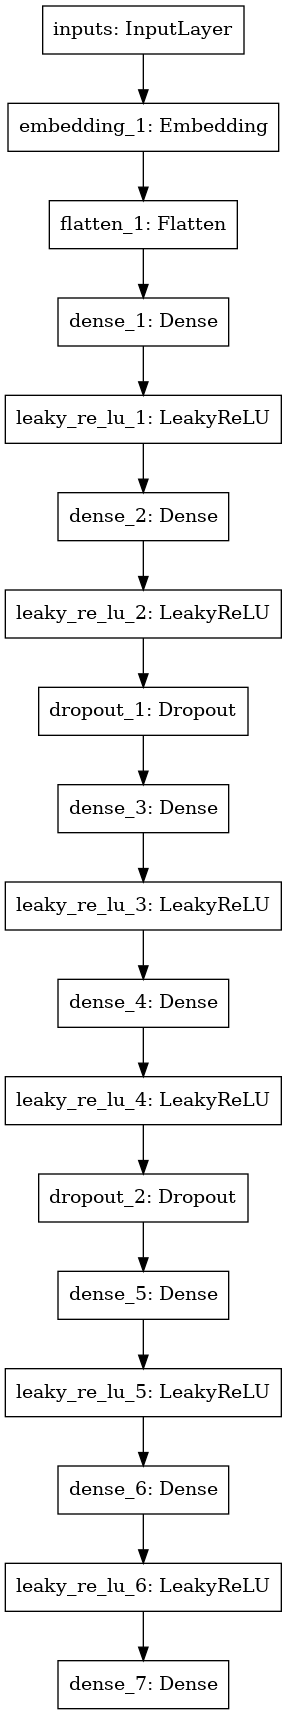 inputs: InputLayer
embedding_1: Embedding
flatten_1: Flatten
dense_1: Dense
leaky_re_lu_1: LeakyReLU
dense_2: Dense
leaky_re_lu_2: LeakyReLU
dropout_1: Dropout
dense_3: Dense
leaky_re_lu_3: LeakyReLU
dense_4: Dense
leaky_re_lu_4: LeakyReLU
dropout_2: Dropout
dense_5: Dense
leaky_re_lu_5: LeakyReLU
dense_6: Dense
leaky_re_lu_6: LeakyReLU
dense_7: Dense